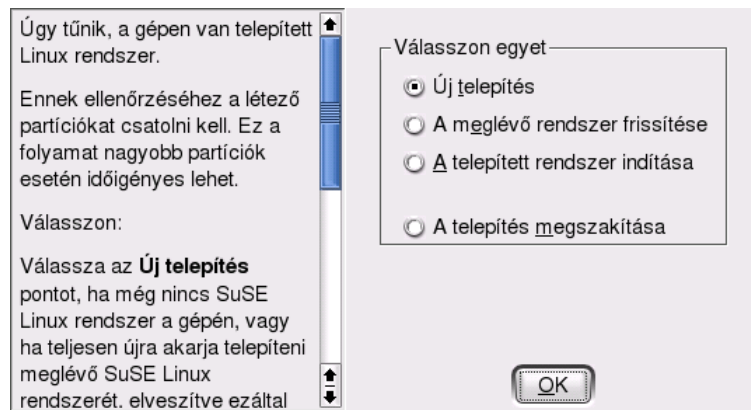 Úgy tűnik, a gépen van telepített
Linux rendszer.
Ennek ellenőrzéséhez a létező
partíciókat csatolni kell. Ez a
folyamat nagyobb partíciók
esetén időigényes lehet.
Válasszon:
Válassza az Új telepítés
pontot, ha még nincs SuSE
Linux rendszer a gépén, vagy
ha teljesen újra akarja telepíteni
meglévő SuSE Linux
rendszerét, elveszítve ezáltal
Válasszon egyet
Új telepítés
A meglévő rendszer frissítése
A telepített rendszer indítása
A telepítés megszakítása
OK